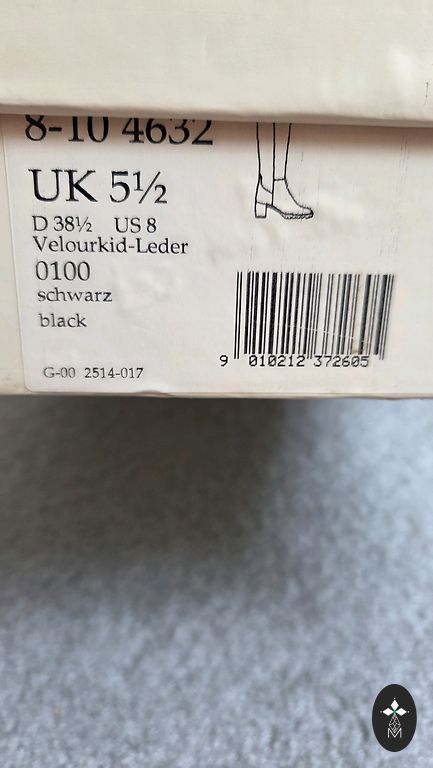 8-10 4632
UK 5½
D 38½ US 8
Velourkid-Leder
0100
schwarz
black
9 010212 372605
G-00 2514-017
M